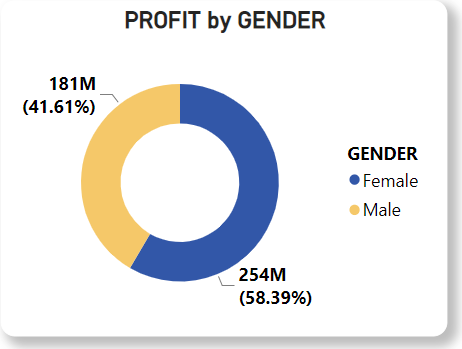 PROFIT by GENDER
181M
(41.61%)
GENDER
Female
Male
254M
(58.39%)